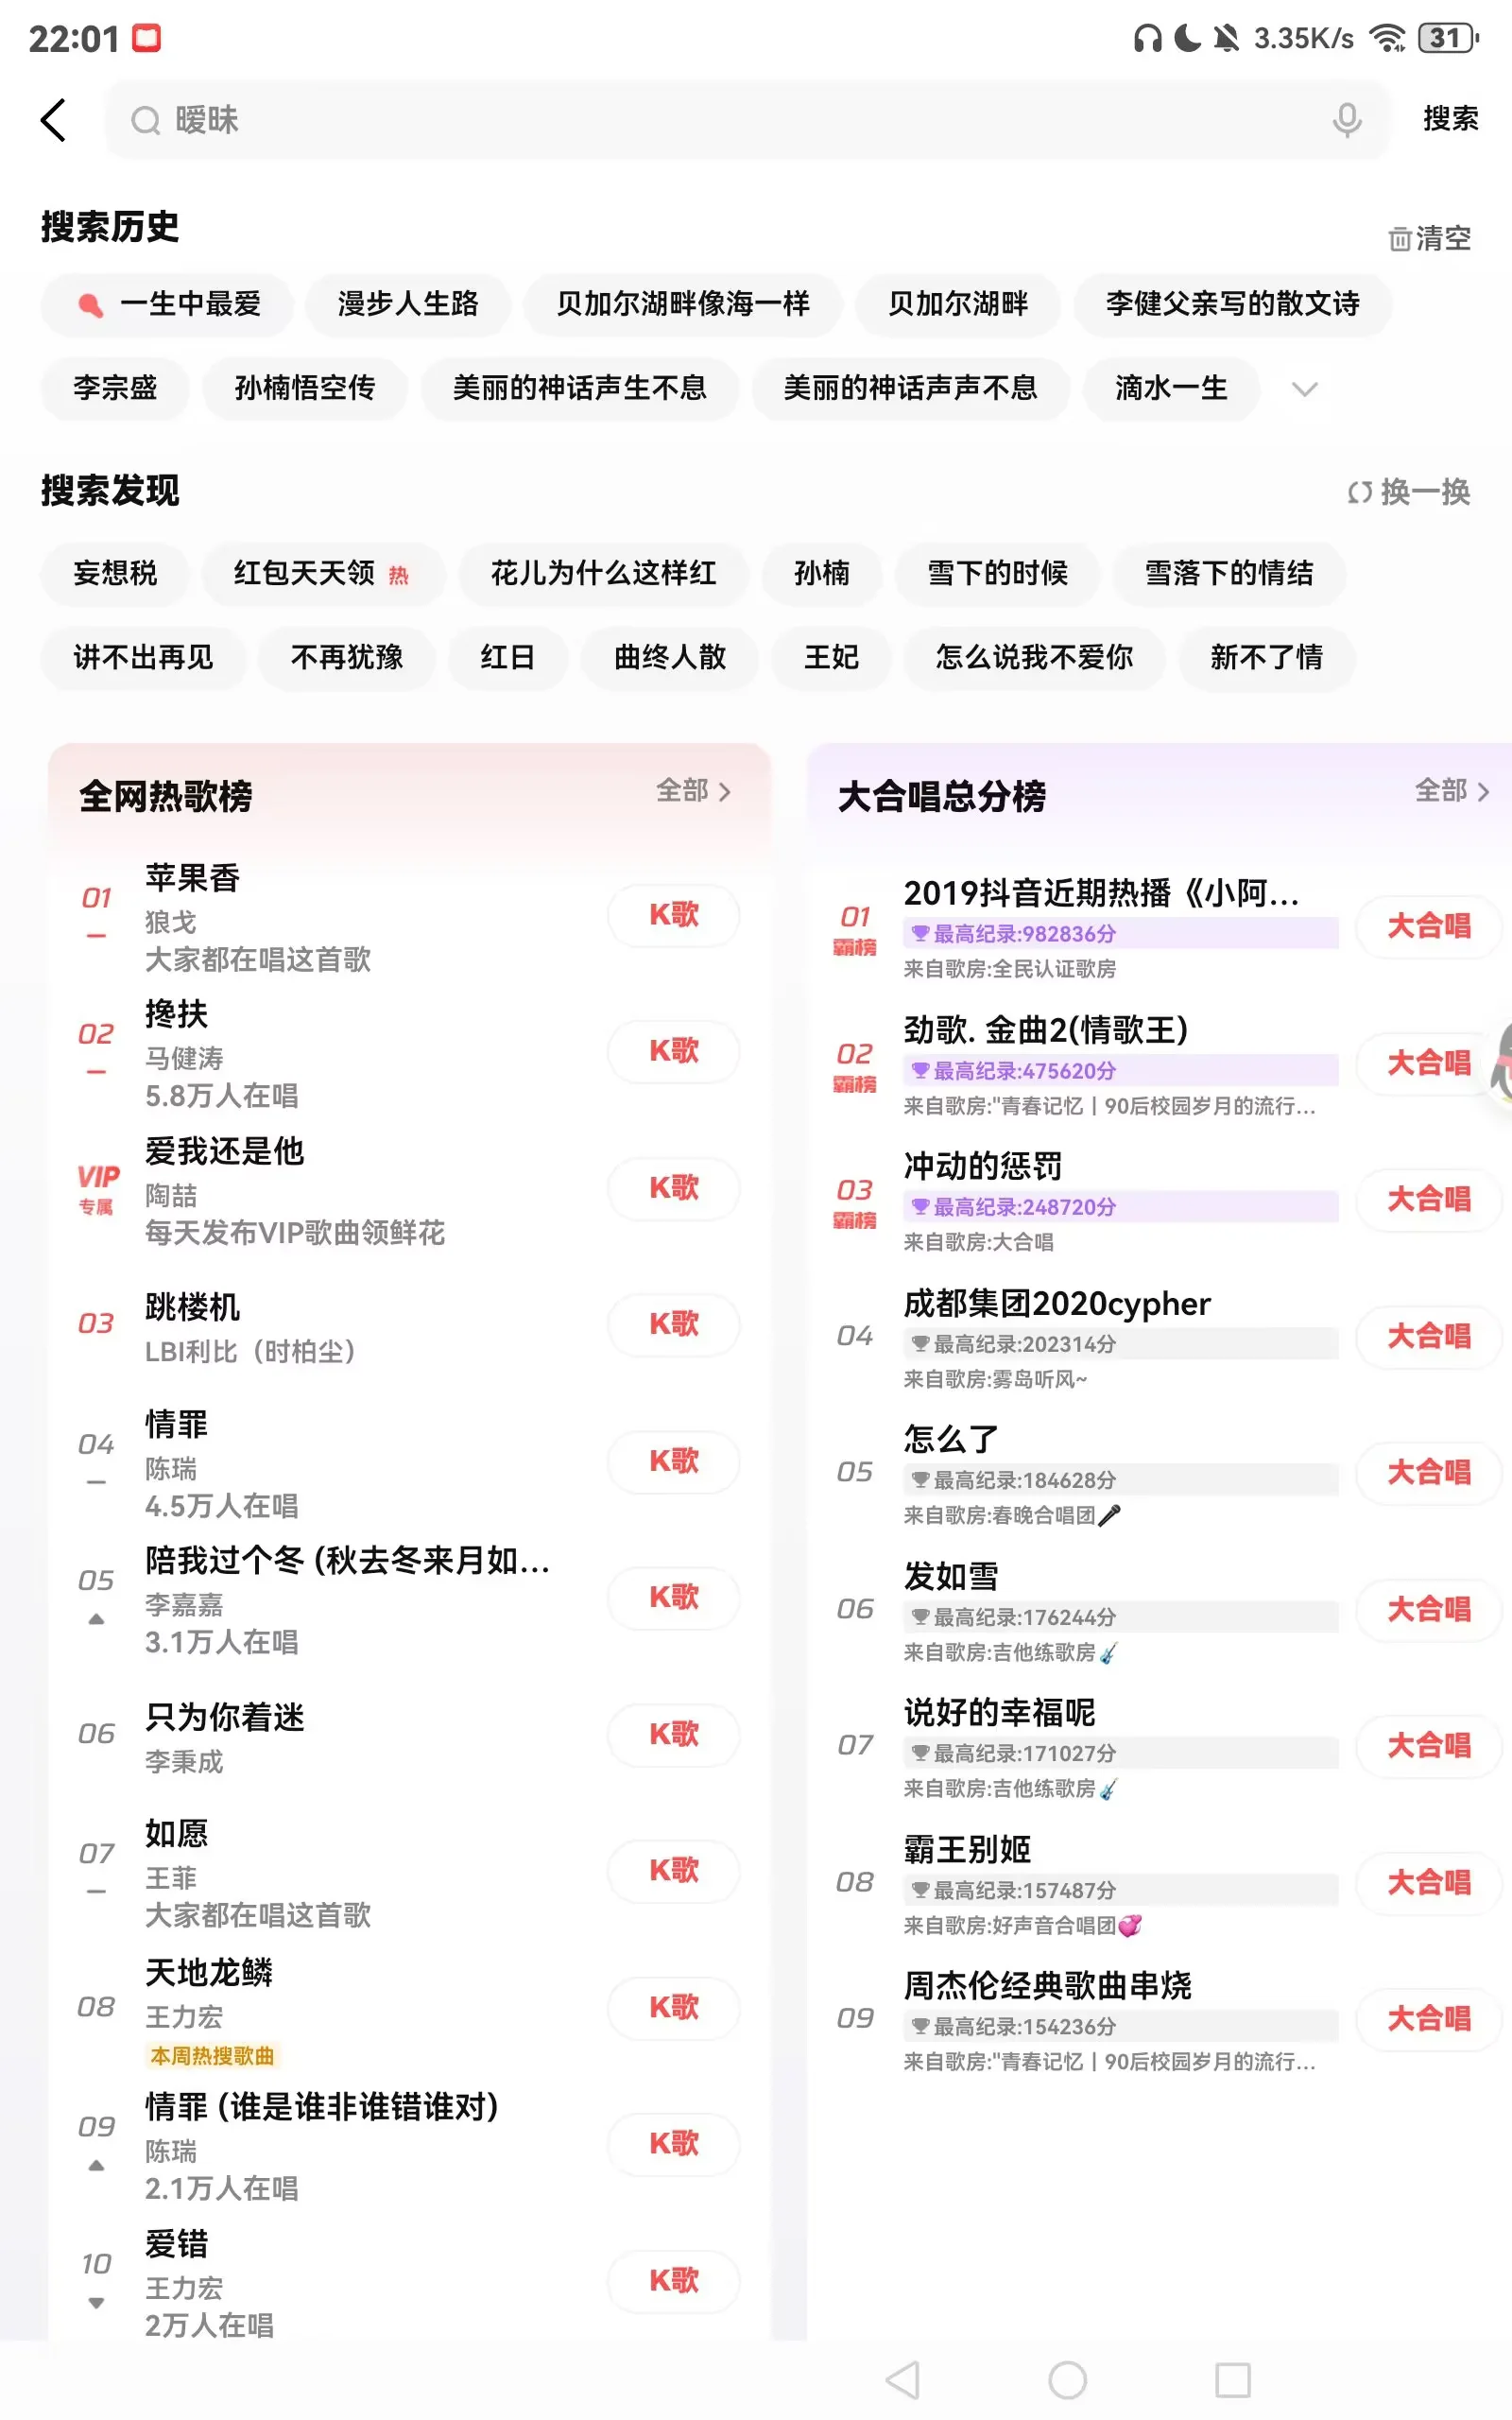 22:01 3.35K/s 31
暧昧 搜索
搜索历史 清空
一生中最爱 漫步人生路 贝加尔湖畔像海一样 贝加尔湖畔 李健父亲写的散文诗
李宗盛 孙楠悟空传 美丽的神话声生不息 美丽的神话声声不息 滴水一生
搜索发现 换一换
妄想税 红包天天领 热 花儿为什么这样红 孙楠 雪下的时候 雪落下的情结
讲不出再见 不再犹豫 红日 曲终人散 王妃 怎么说我不爱你 新不了情
全网热歌榜 全部
01 苹果香 K歌
狼戈
大家都在唱这首歌
02 搀扶 K歌
马健涛
5.8万人在唱
VIP专属 爱我还是他 K歌
陶喆
每天发布VIP歌曲领鲜花
03 跳楼机 K歌
LBI利比（时柏尘）
04 情罪 K歌
陈瑞
4.5万人在唱
05 陪我过个冬 (秋去冬来月如... K歌
李嘉嘉
3.1万人在唱
06 只为你着迷 K歌
李秉成
07 如愿 K歌
王菲
大家都在唱这首歌
08 天地龙鳞 K歌
王力宏
本周热搜歌曲
09 情罪 (谁是谁非谁错谁对) K歌
陈瑞
2.1万人在唱
10 爱错 K歌
王力宏
2万人在唱
大合唱总分榜 全部
01 霸榜 2019抖音近期热播《小阿... 大合唱
最高纪录:982836分
来自歌房:全民认证歌房
02 霸榜 劲歌. 金曲2(情歌王) 大合唱
最高纪录:475620分
来自歌房:"青春记忆丨90后校园岁月的流行...
03 霸榜 冲动的惩罚 大合唱
最高纪录:248720分
来自歌房:大合唱
04 成都集团2020cypher 大合唱
最高纪录:202314分
来自歌房:雾岛听风~
05 怎么了 大合唱
最高纪录:184628分
来自歌房:春晚合唱团🎤
06 发如雪 大合唱
最高纪录:176244分
来自歌房:吉他练歌房🎸
07 说好的幸福呢 大合唱
最高纪录:171027分
来自歌房:吉他练歌房🎸
08 霸王别姬 大合唱
最高纪录:157487分
来自歌房:好声音合唱团💞
09 周杰伦经典歌曲串烧 大合唱
最高纪录:154236分
来自歌房:"青春记忆丨90后校园岁月的流行...